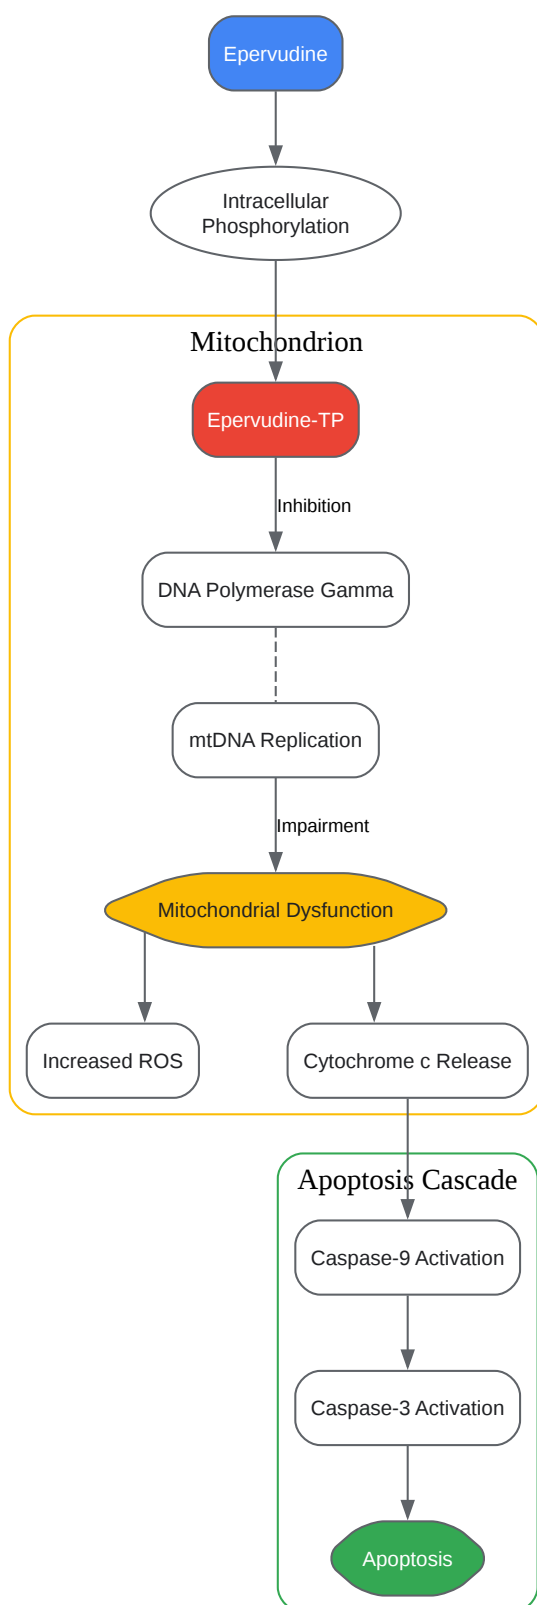 Epervudine
Intracellular
Phosphorylation
Mitochondrion
Epervudine-TP
Inhibition
DNA Polymerase Gamma
mtDNA Replication
Impairment
Mitochondrial Dysfunction
Increased ROS
Cytochrome c Release
Apoptosis Cascade
Caspase-9 Activation
Caspase-3 Activation
Apoptosis